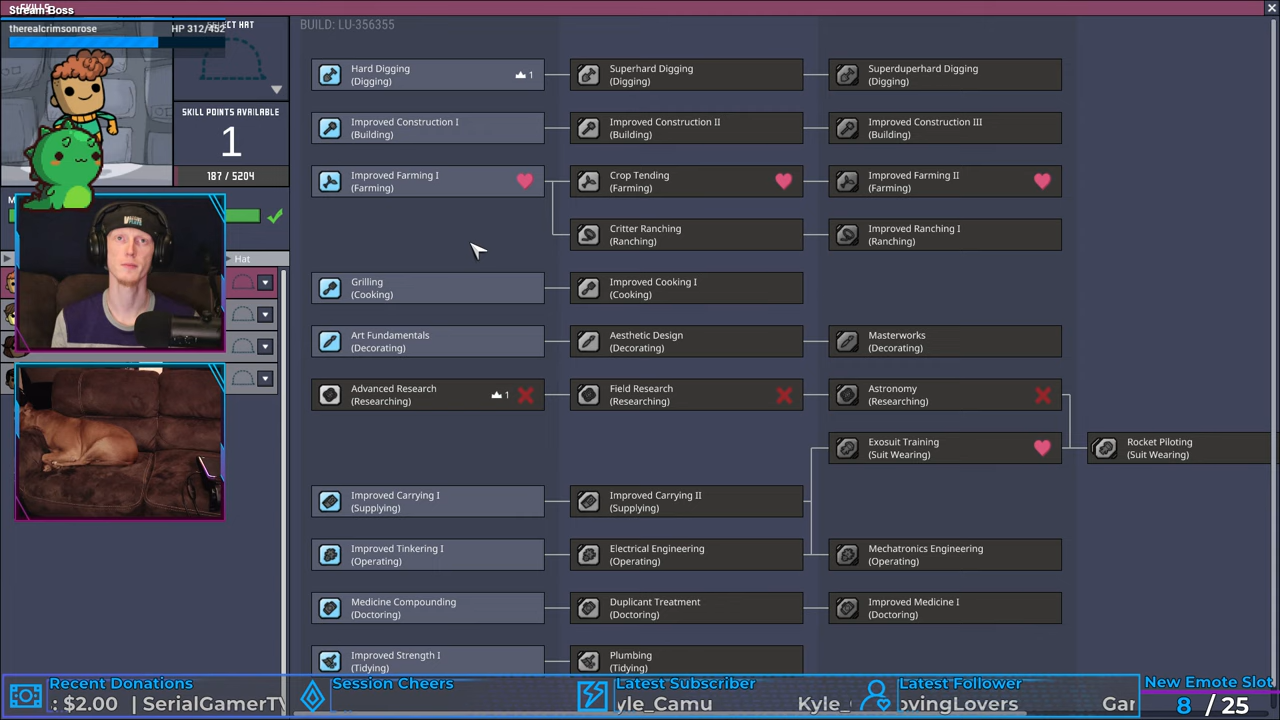 Stream Boss
therealcrimsonrose
HP 312/452
SELECT HAT
SKILL POINTS AVAILABLE
1
187 / 5204
Hat
BUILD: LU-356355
Hard Digging
(Digging)
1
Superhard Digging
(Digging)
Superduperhard Digging
(Digging)
Improved Construction I
(Building)
Improved Construction II
(Building)
Improved Construction III
(Building)
Improved Farming I
(Farming)
Crop Tending
(Farming)
Improved Farming II
(Farming)
Critter Ranching
(Ranching)
Improved Ranching I
(Ranching)
Grilling
(Cooking)
Improved Cooking I
(Cooking)
Art Fundamentals
(Decorating)
Aesthetic Design
(Decorating)
Masterworks
(Decorating)
Advanced Research
(Researching)
1
Field Research
(Researching)
Astronomy
(Researching)
Exosuit Training
(Suit Wearing)
Rocket Piloting
(Suit Wearing)
Improved Carrying I
(Supplying)
Improved Carrying II
(Supplying)
Improved Tinkering I
(Operating)
Electrical Engineering
(Operating)
Mechatronics Engineering
(Operating)
Medicine Compounding
(Doctoring)
Duplicant Treatment
(Doctoring)
Improved Medicine I
(Doctoring)
Improved Strength I
(Tidying)
Plumbing
(Tidying)
Recent Donations
: $2.00 | SerialGamerTV
Session Cheers
Latest Subscriber
yle_Camu Kyle_
Latest Follower
ovingLovers Gar
New Emote Slot
8 / 25